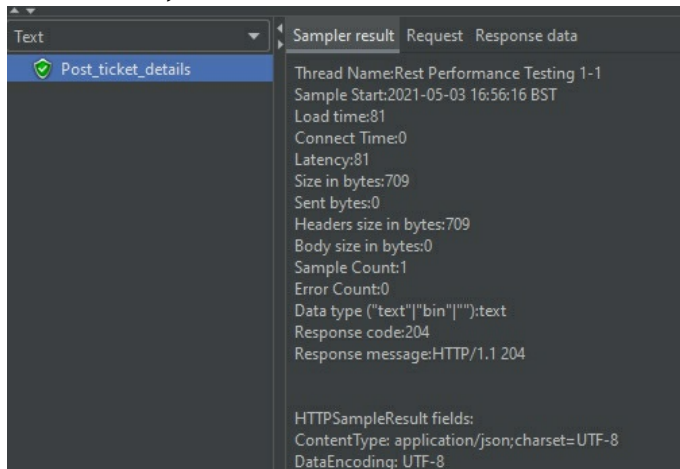 Text
Post_ticket_details
Sampler result Request Response data
Thread Name:Rest Performance Testing 1-1
Sample Start:2021-05-03 16:56:16 BST
Load time:81
Connect Time:0
Latency:81
Size in bytes:709
Sent bytes:0
Headers size in bytes:709
Body size in bytes:0
Sample Count:1
Error Count:0
Data type ("text"|"bin"|""):text
Response code:204
Response message:HTTP/1.1 204
HTTPSampleResult fields:
ContentType: application/json;charset=UTF-8
DataEncoding: UTF-8